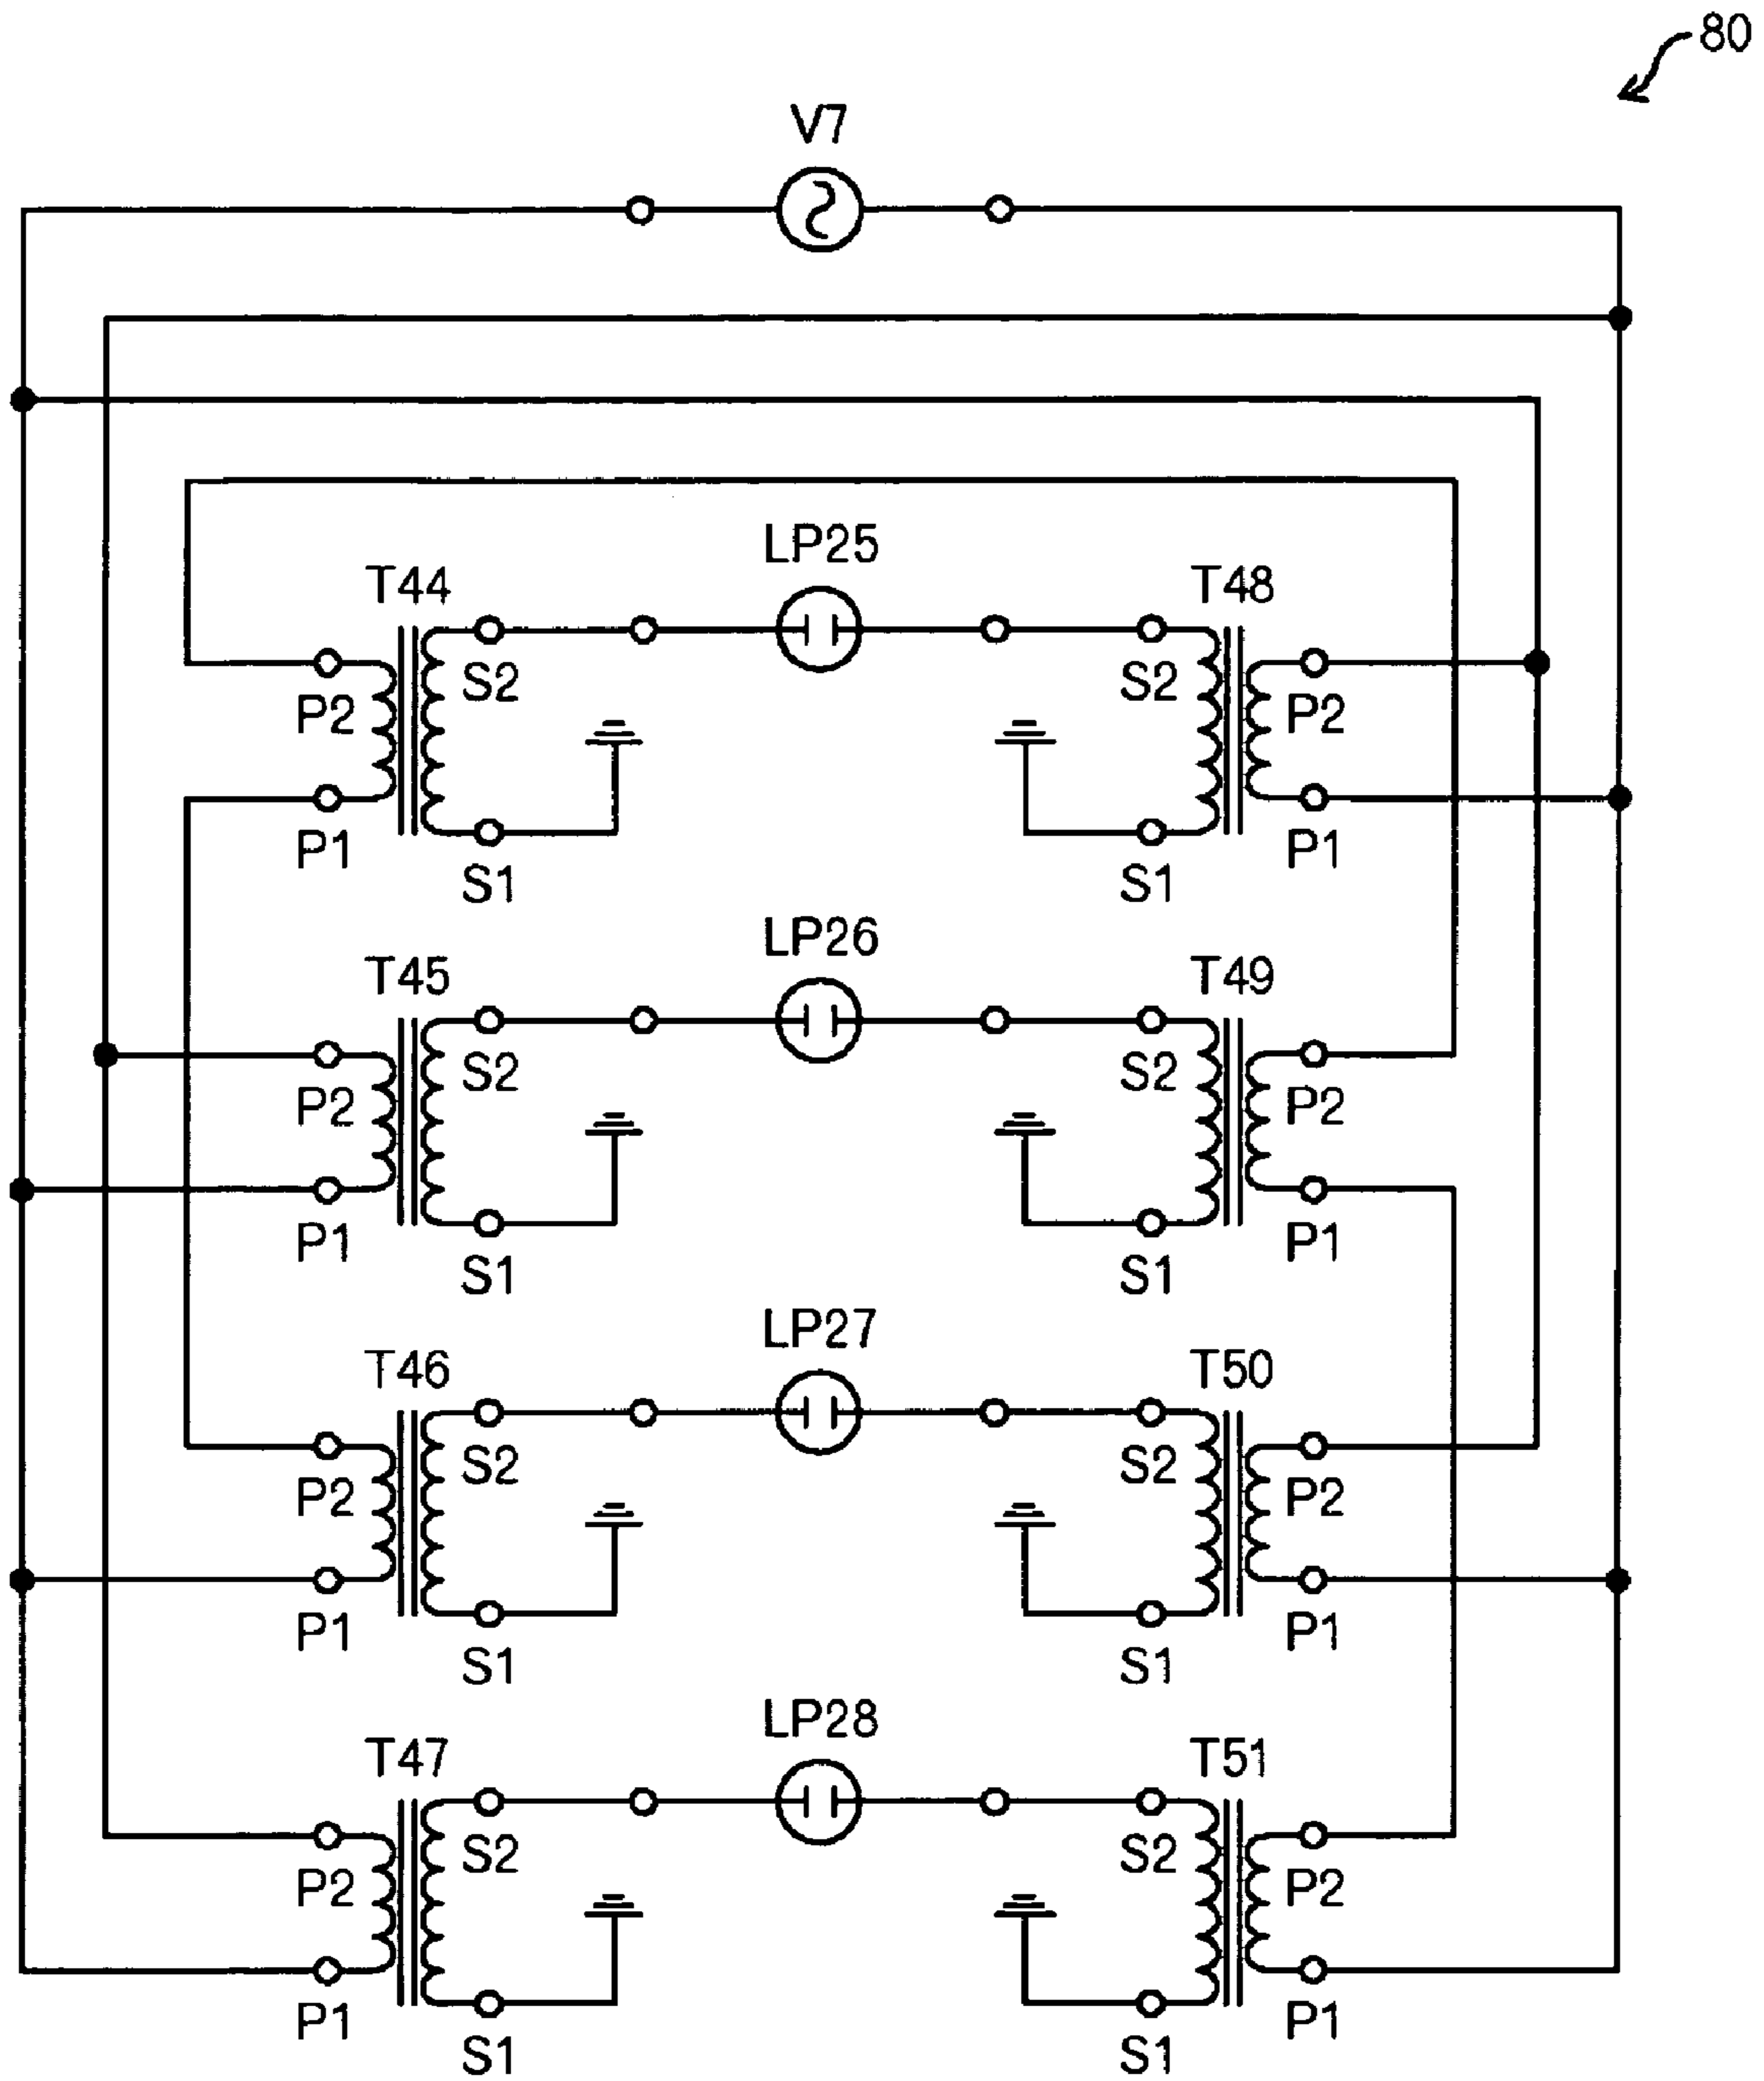 80
V7
LP25
T44 T48
S2 S2
P2 P2
P1 P1
S1 S1
LP26
T45 T49
S2 S2
P2 P2
P1 P1
S1 S1
LP27
T46 T50
S2 S2
P2 P2
P1 P1
S1 S1
LP28
T47 T51
S2 S2
P2 P2
P1 P1
S1 S1